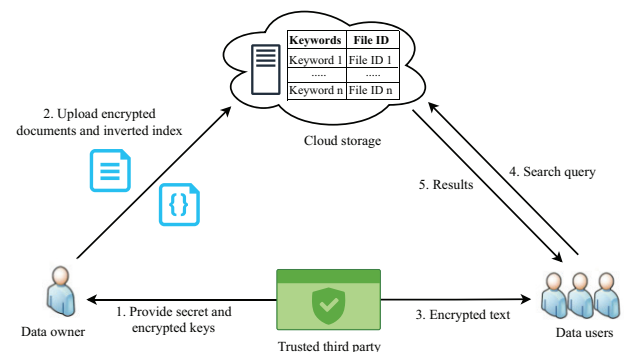 Keywords File ID
Keyword 1 File ID 1
..... .....
Keyword n File ID n
Cloud storage
2. Upload encrypted
documents and inverted index
4. Search query
5. Results
1. Provide secret and
encrypted keys
3. Encrypted text
Data owner
Trusted third party
Data users